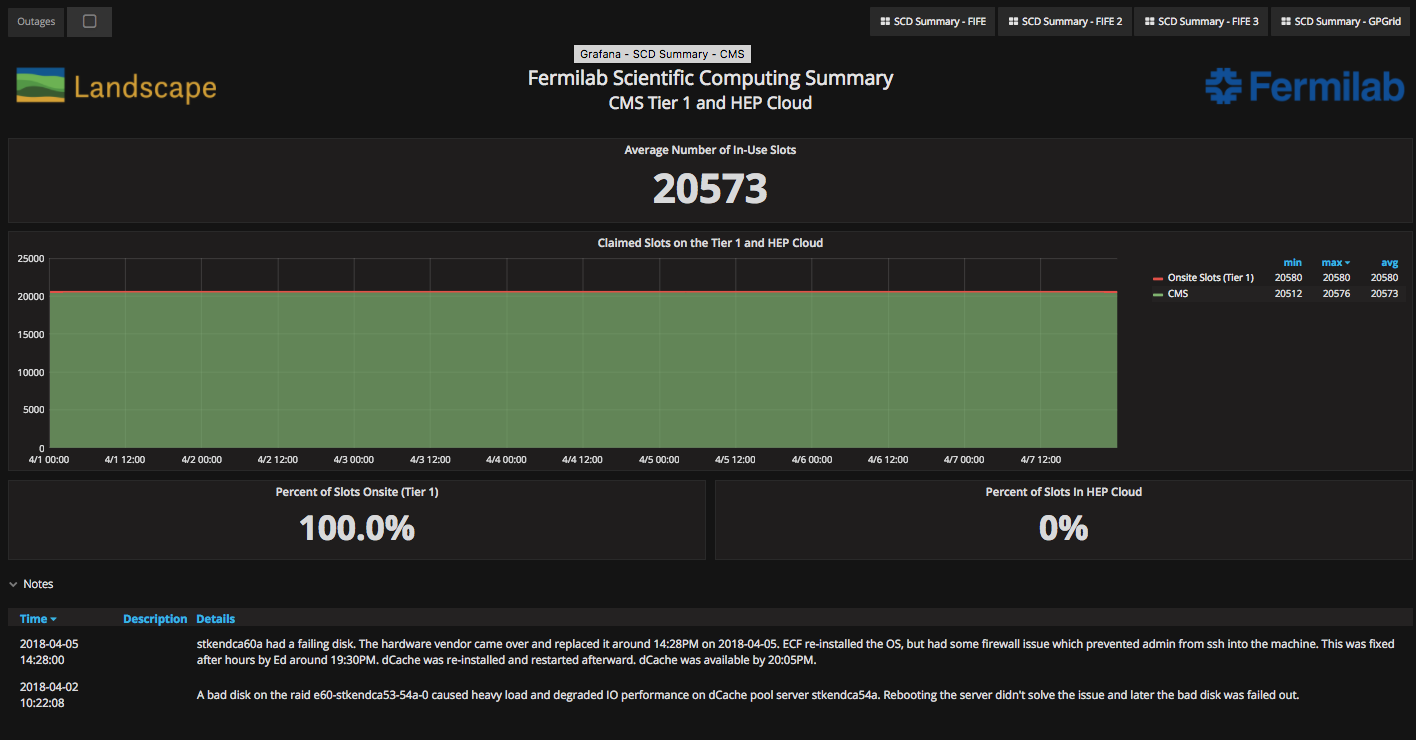 Outages
SCD Summary - FIFE
SCD Summary - FIFE 2
SCD Summary - FIFE 3
SCD Summary - GPGrid
Grafana - SCD Summary - CMS
Landscape
Fermilab Scientific Computing Summary
CMS Tier 1 and HEP Cloud
Fermilab
Average Number of In-Use Slots
20573
Claimed Slots on the Tier 1 and HEP Cloud
25000
20000
15000
10000
5000
0
4/1 00:00 4/1 12:00 4/2 00:00 4/2 12:00 4/3 00:00 4/3 12:00 4/4 00:00 4/4 12:00 4/5 00:00 4/5 12:00 4/6 00:00 4/6 12:00 4/7 00:00 4/7 12:00
min max avg
Onsite Slots (Tier 1) 20580 20580 20580
CMS 20512 20576 20573
Percent of Slots Onsite (Tier 1)
100.0%
Percent of Slots In HEP Cloud
0%
Notes
Time Description Details
2018-04-05
14:28:00
stkendca60a had a failing disk. The hardware vendor came over and replaced it around 14:28PM on 2018-04-05. ECF re-installed the OS, but had some firewall issue which prevented admin from ssh into the machine. This was fixed
after hours by Ed around 19:30PM. dCache was re-installed and restarted afterward. dCache was available by 20:05PM.
2018-04-02
10:22:08
A bad disk on the raid e60-stkendca53-54a-0 caused heavy load and degraded IO performance on dCache pool server stkendca54a. Rebooting the server didn't solve the issue and later the bad disk was failed out.